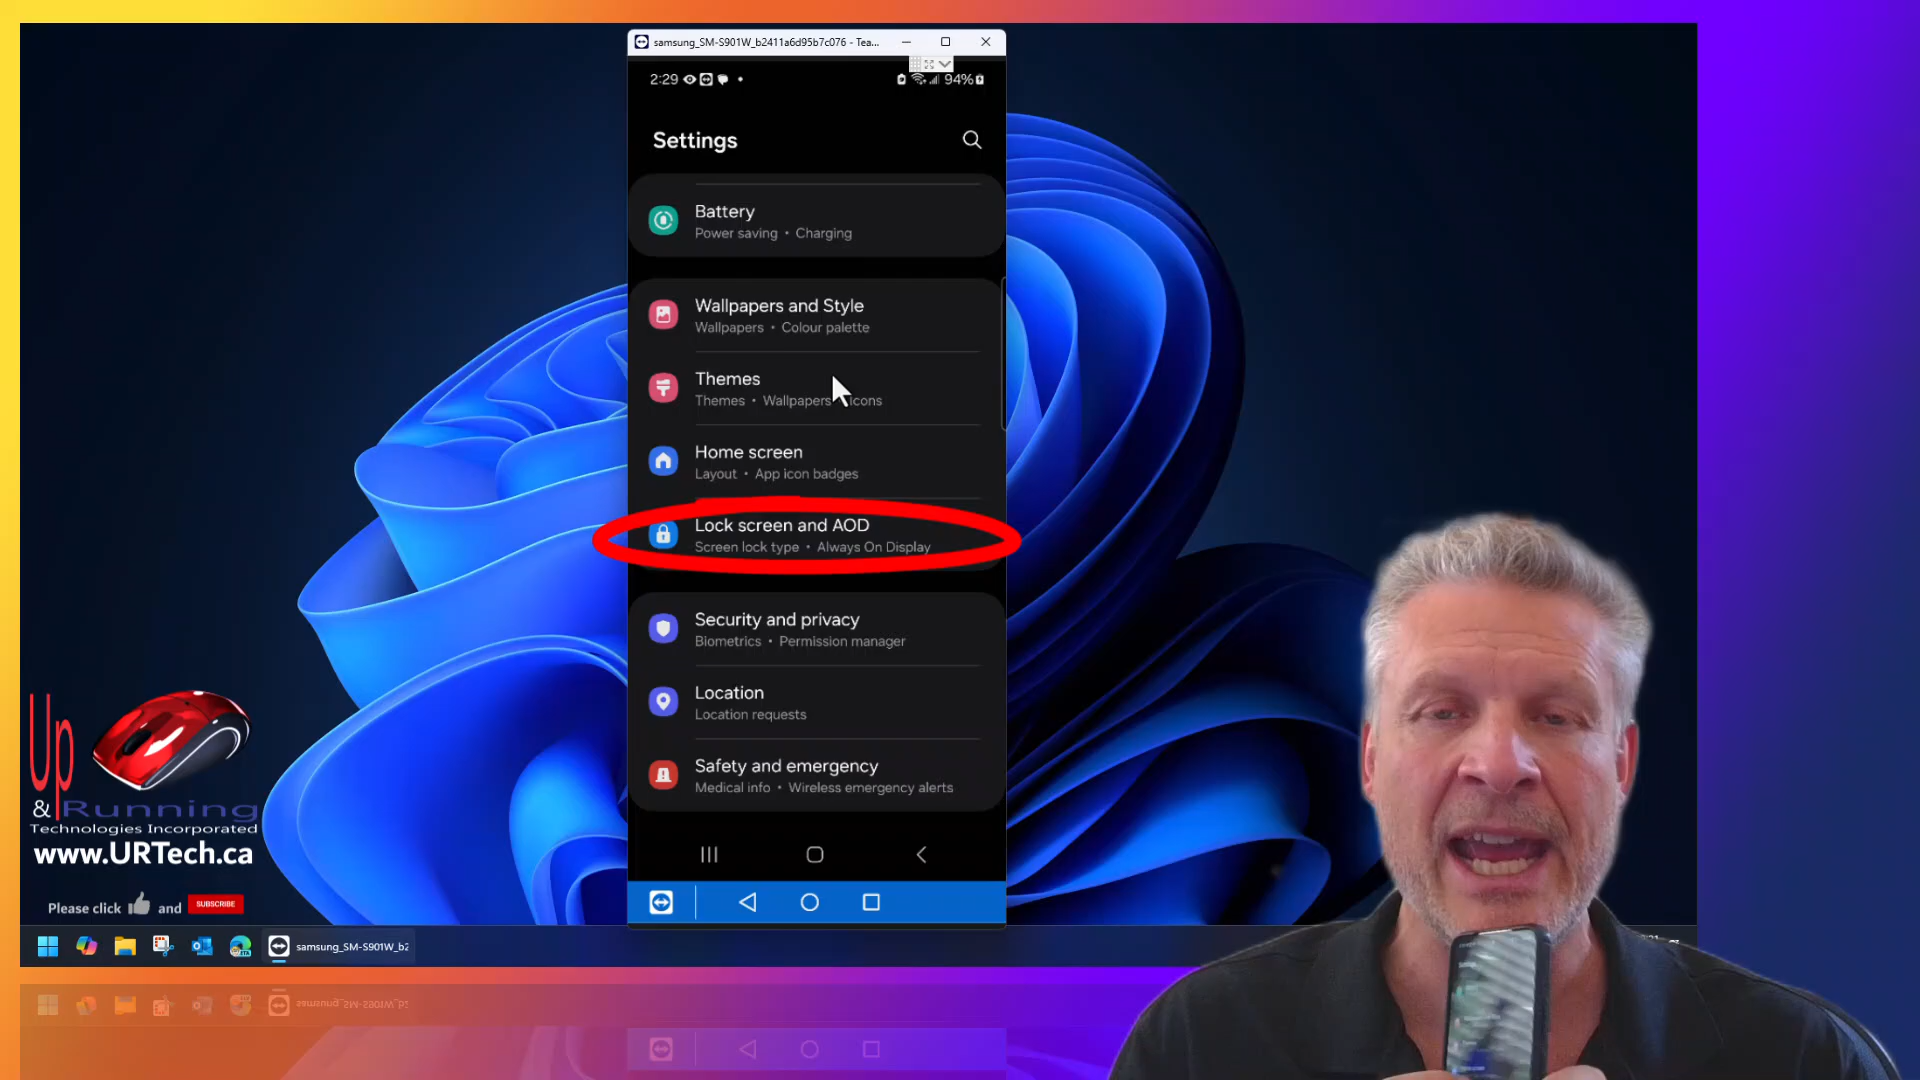 samsung_SM-S901W_b2411a6d95b7c076 - Tea...
2:29
94%
Settings
Battery
Power saving • Charging
Wallpapers and Style
Wallpapers • Colour palette
Themes
Themes • Wallpapers Icons
Home screen
Layout • App icon badges
Lock screen and AOD
Screen lock type • Always On Display
Security and privacy
Biometrics • Permission manager
Location
Location requests
Safety and emergency
Medical info • Wireless emergency alerts
Up
& Running
Technologies Incorporated
www.URTech.ca
Please click and SUBSCRIBE
samsung_SM-S901W_b2